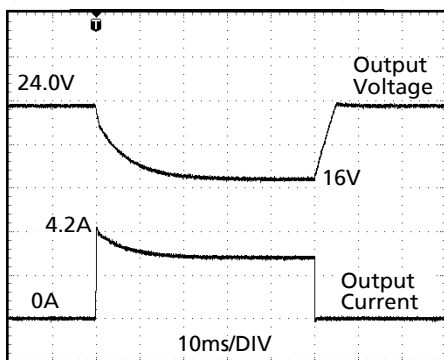 T
24.0V
Output
Voltage
16V
4.2A
0A
Output
Current
10ms/DIV